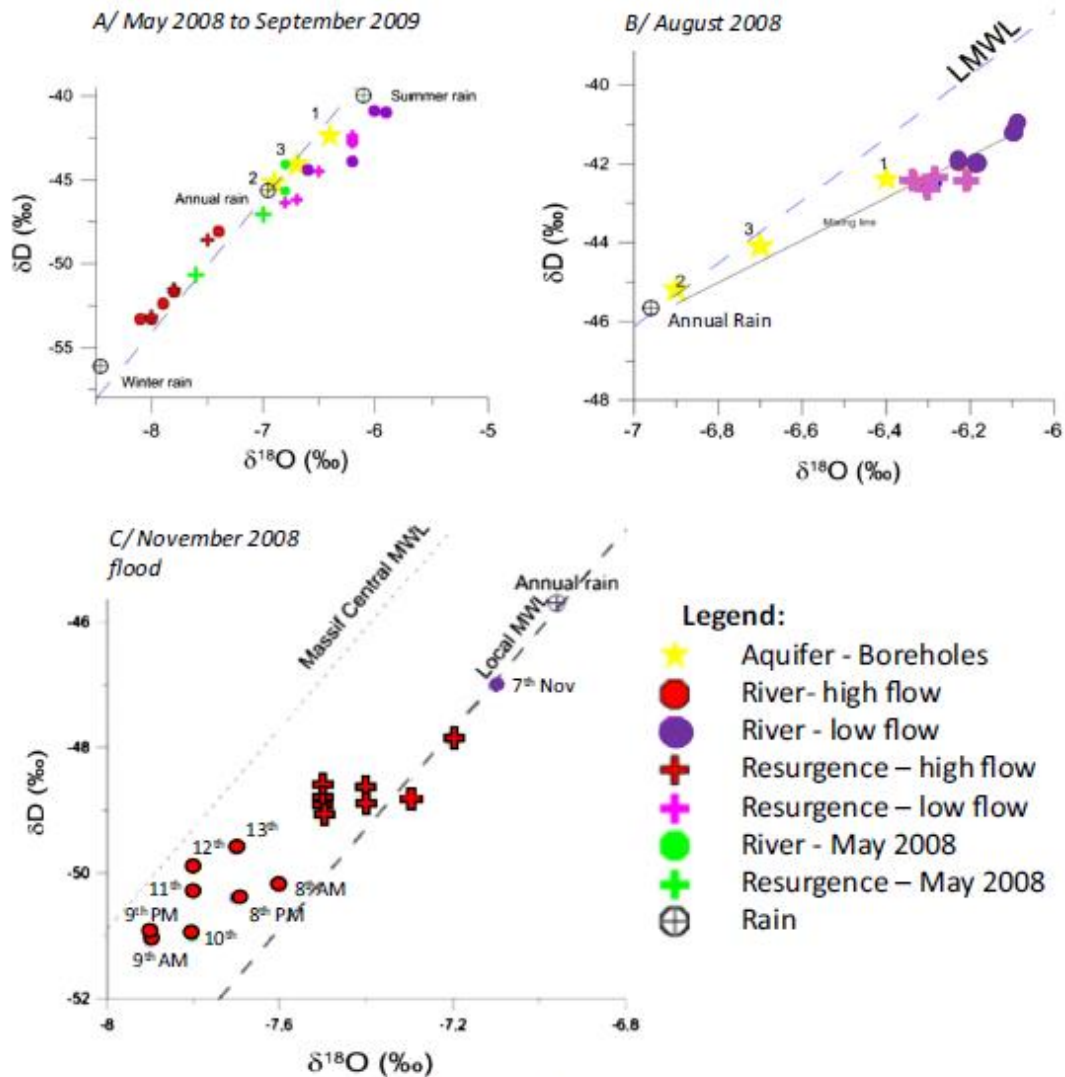 A/ May 2008 to September 2009
-40
-45
-50
-55
δD (‰)
Summer rain
1
3
2
Annual rain
Winter rain
-8
-7
-6
-5
δ¹⁸O (‰)
B/ August 2008
-40
-42
-44
-46
-48
δD (‰)
LMWL
1
3
2
Mixing line
Annual Rain
-7
-6,8
-6,6
-6,4
-6,2
-6
δ¹⁸O (‰)
C/ November 2008
flood
-46
-48
-50
-52
δD (‰)
Massif Central MWL
Local MWL
Annual rain
7th Nov
13th
12th
11th
8th AM
8th PM
9th PM
10th
9th AM
-8
-7,6
-7,2
-6,8
δ¹⁸O (‰)
Legend:
Aquifer - Boreholes
River- high flow
River - low flow
Resurgence – high flow
Resurgence – low flow
River - May 2008
Resurgence – May 2008
Rain